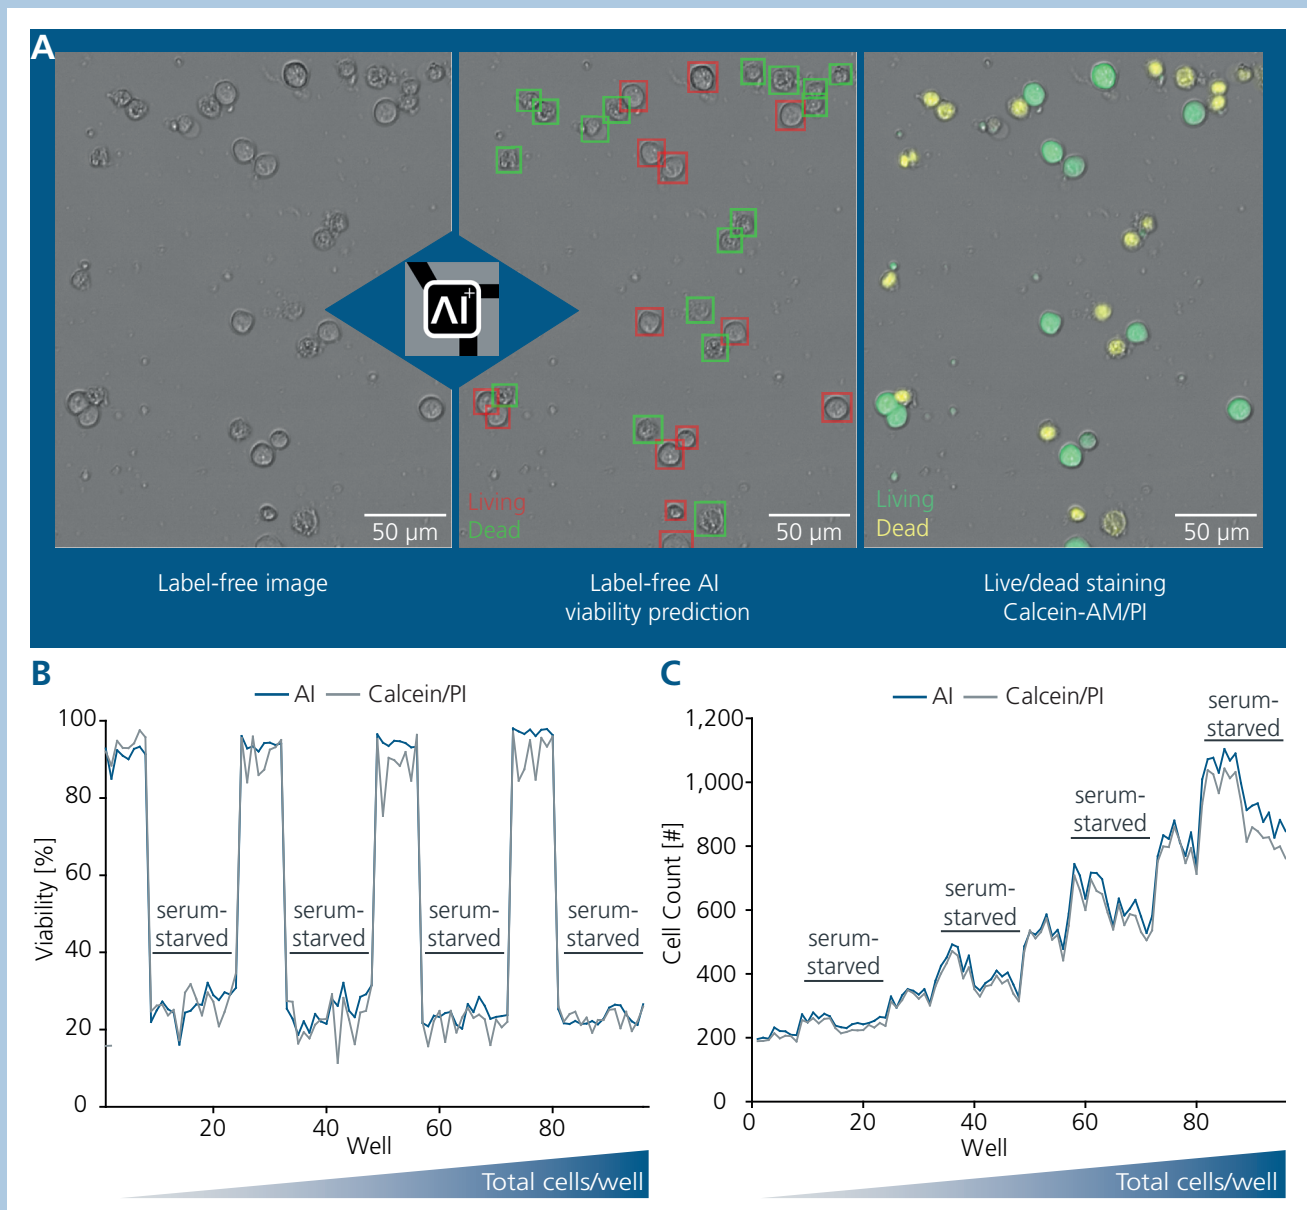 A
AI+
Living
Dead
50 µm
50 µm
Living
Dead
50 µm
Label-free image
Label-free AI
viability prediction
Live/dead staining
Calcein-AM/PI
B
AI
Calcein/PI
Viability [%]
100
80
60
40
20
0
serum-
starved
serum-
starved
serum-
starved
serum-
starved
20
40
60
80
Well
Total cells/well
C
AI
Calcein/PI
Cell Count [#]
1,200
1,000
800
600
400
200
0
serum-
starved
serum-
starved
serum-
starved
serum-
starved
0
20
40
60
80
Well
Total cells/well